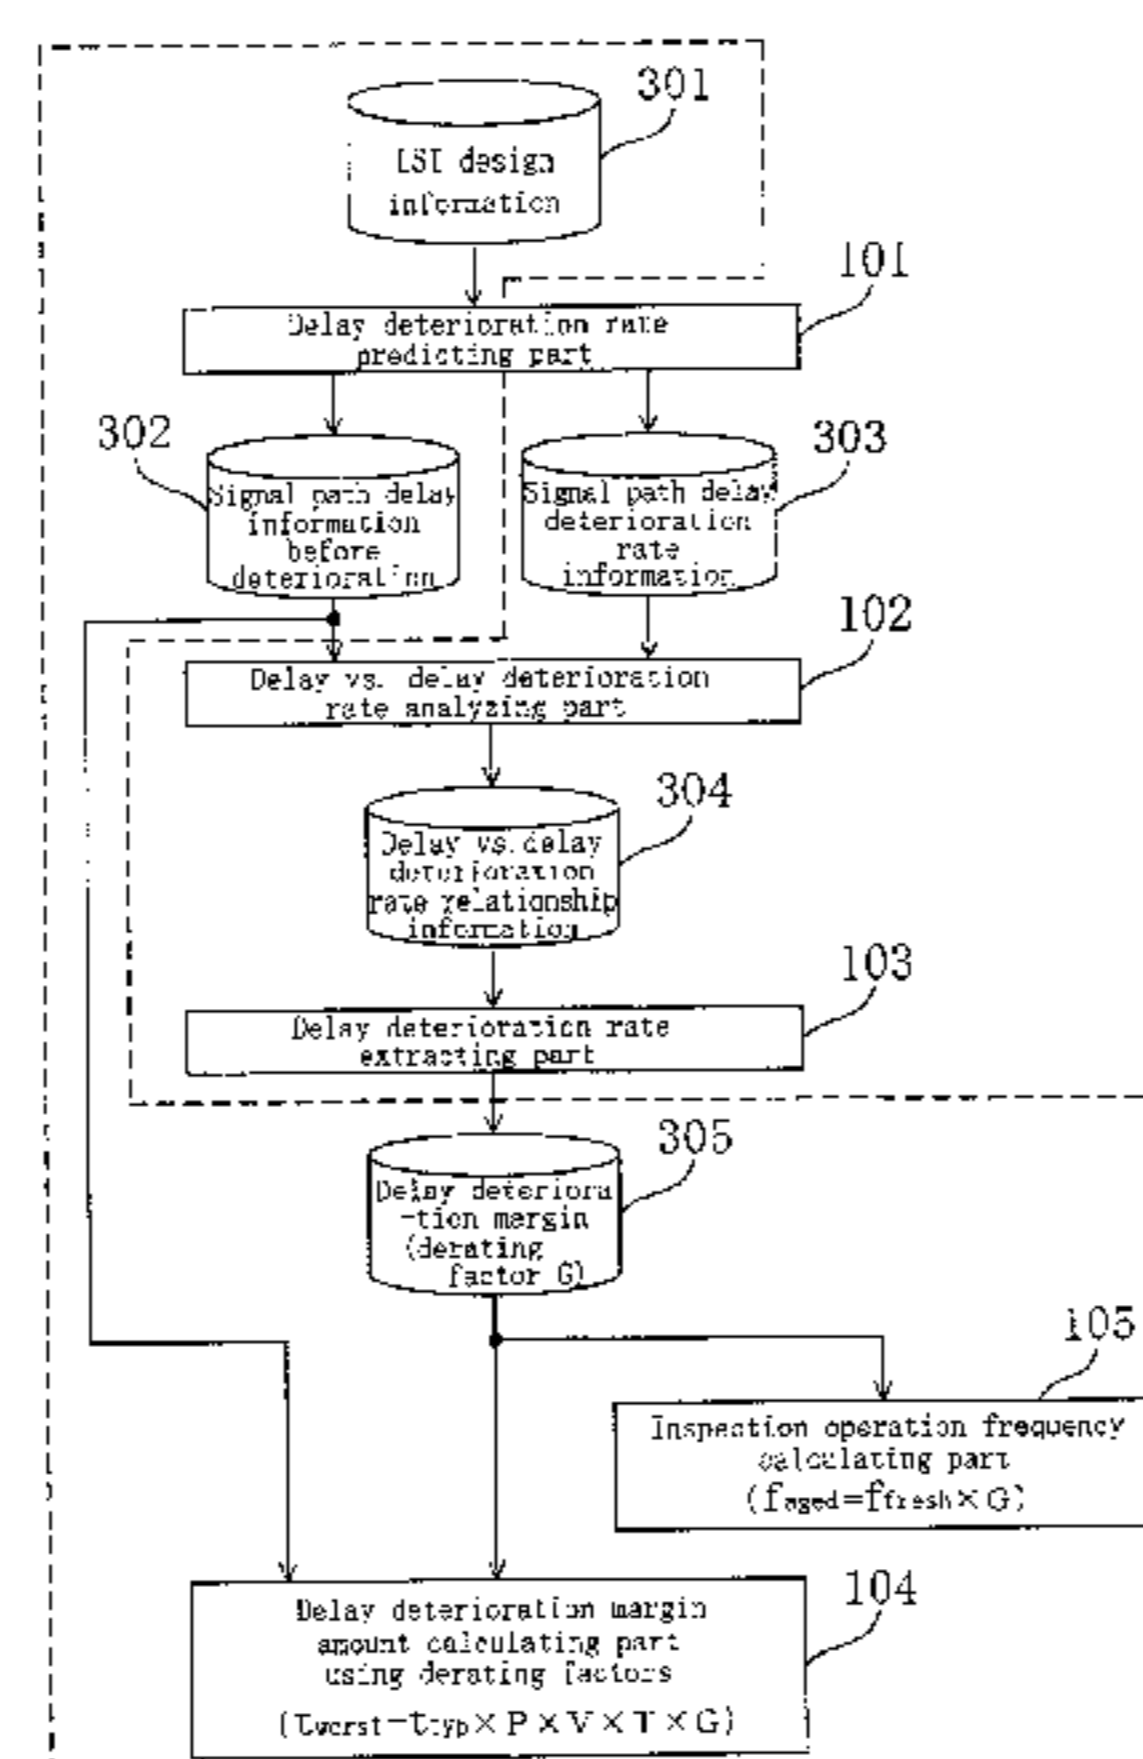 301
LSI design
information
101
Delay deterioration rate
predicting part
302
303
Signal path delay
information
before
deterioration
Signal path delay
deterioration
rate
information
102
Delay vs. delay deterioration
rate analyzing part
304
Delay vs. delay
deterioration
rate relationship
information
103
Delay deterioration rate
extracting part
305
Delay deteriora
-tion margin
(derating
factor G)
105
Inspection operation frequency
calculating part
(faged=ffresh×G)
104
Delay deterioration margin
amount calculating part
using derating factors
(tworst=ttyp×P×V×T×G)